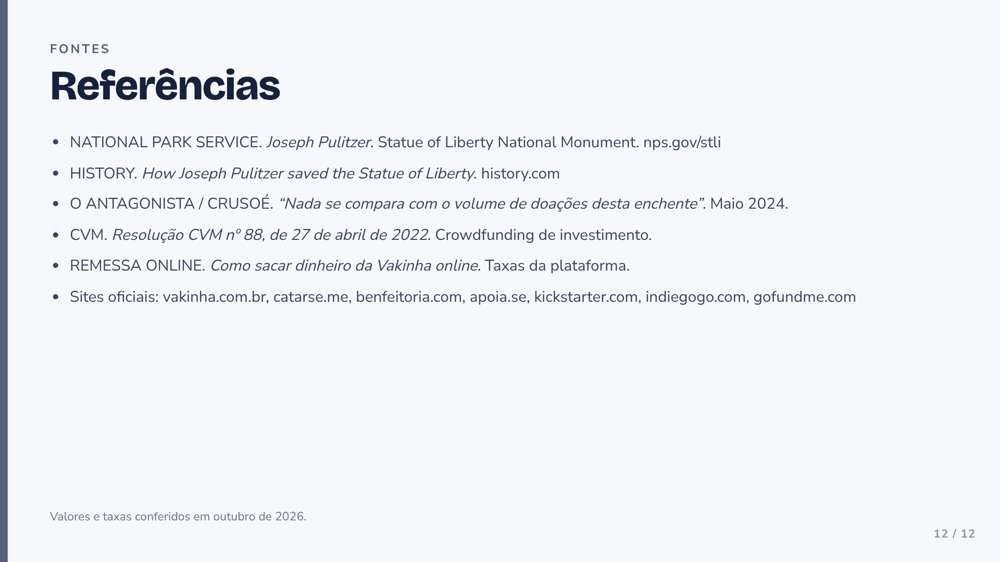 FONTES
Referências
• NATIONAL PARK SERVICE. Joseph Pulitzer. Statue of Liberty National Monument. nps.gov/stli
• HISTORY. How Joseph Pulitzer saved the Statue of Liberty. history.com
• O ANTAGONISTA / CRUSOÉ. “Nada se compara com o volume de doações desta enchente”. Maio 2024.
• CVM. Resolução CVM nº 88, de 27 de abril de 2022. Crowdfunding de investimento.
• REMESSA ONLINE. Como sacar dinheiro da Vakinha online. Taxas da plataforma.
• Sites oficiais: vakinha.com.br, catarse.me, benfeitoria.com, apoia.se, kickstarter.com, indiegogo.com, gofundme.com
Valores e taxas conferidos em outubro de 2026.
12 / 12